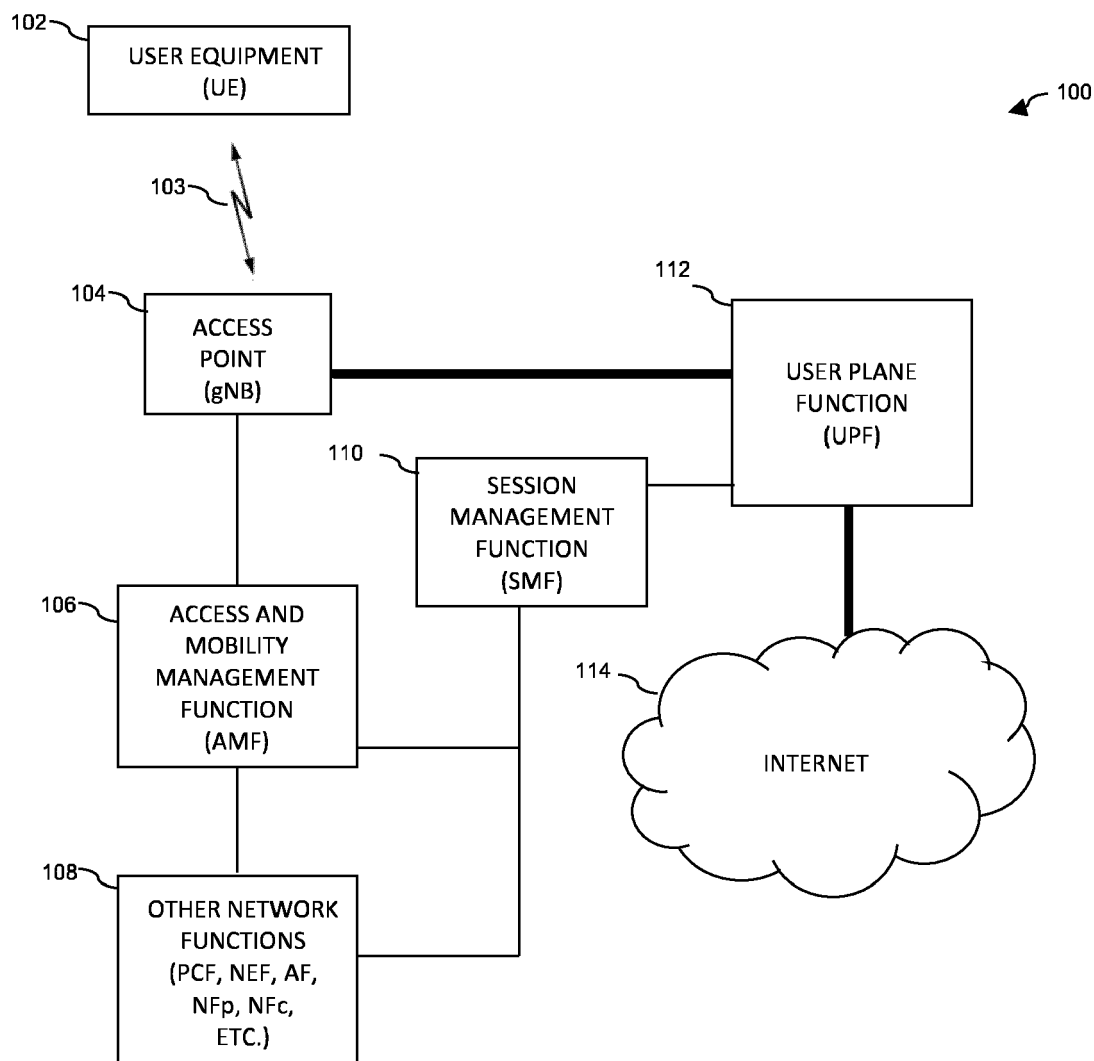 102
USER EQUIPMENT
(UE)
100
103
104
ACCESS
POINT
(gNB)
112
USER PLANE
FUNCTION
(UPF)
110
SESSION
MANAGEMENT
FUNCTION
(SMF)
106
ACCESS AND
MOBILITY
MANAGEMENT
FUNCTION
(AMF)
114
INTERNET
108
OTHER NETWORK
FUNCTIONS
(PCF, NEF, AF,
NFp, NFc,
ETC.)